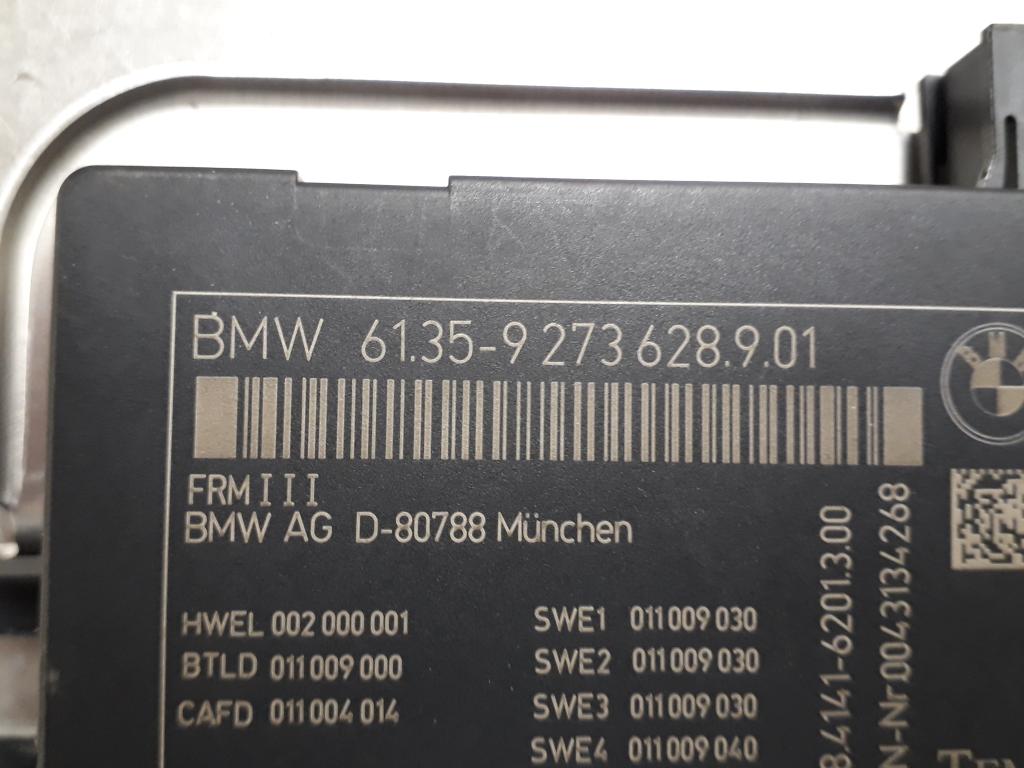 BMW 61.35-9 273 628.9.01
FRM III
BMW AG D-80788 München
HWEL 002 000 001
BTLD 011 009 000
CAFD 011 004 014
SWE1 011 009 030
SWE2 011 009 030
SWE3 011 009 030
SWE4 011 009 040
8.4141-6201.3.00
N-Nr.0043134268
BMW